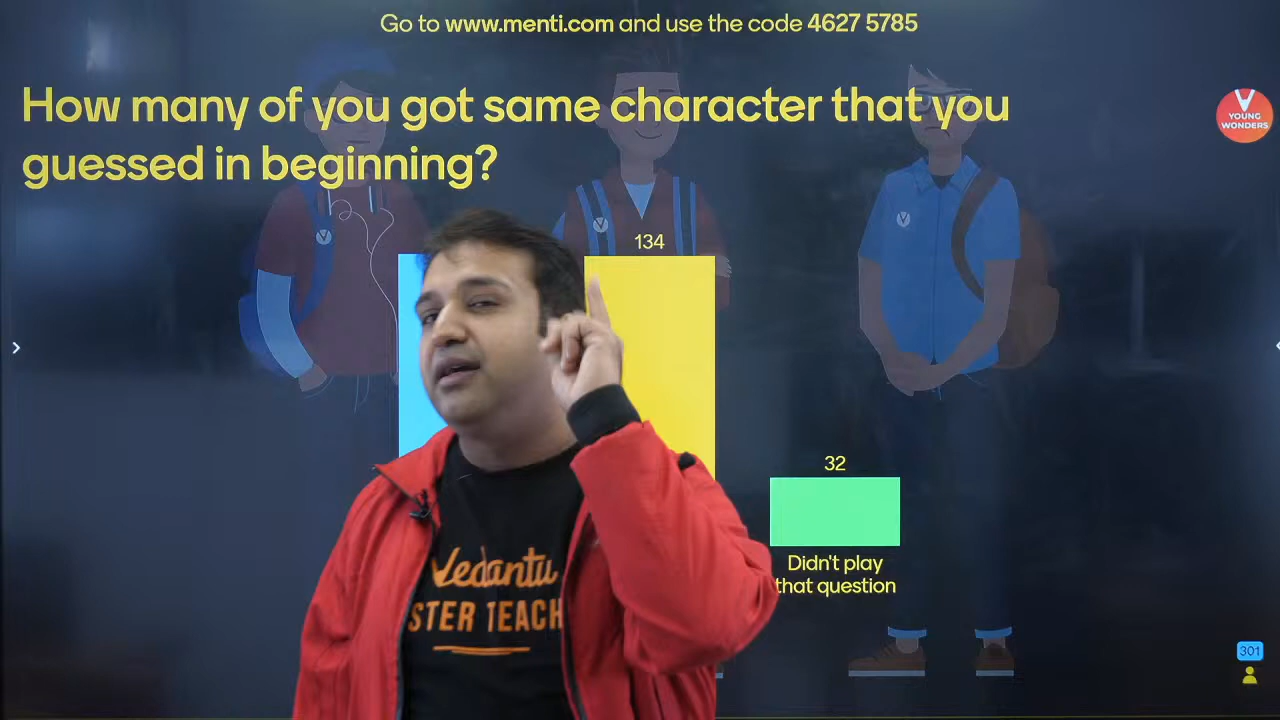 Go to www.menti.com and use the code 4627 5785
How many of you got same character that you
guessed in beginning?
YOUNG
WONDERS
134
32
Didn't play
that question
Vedantu
STER TEACH
301